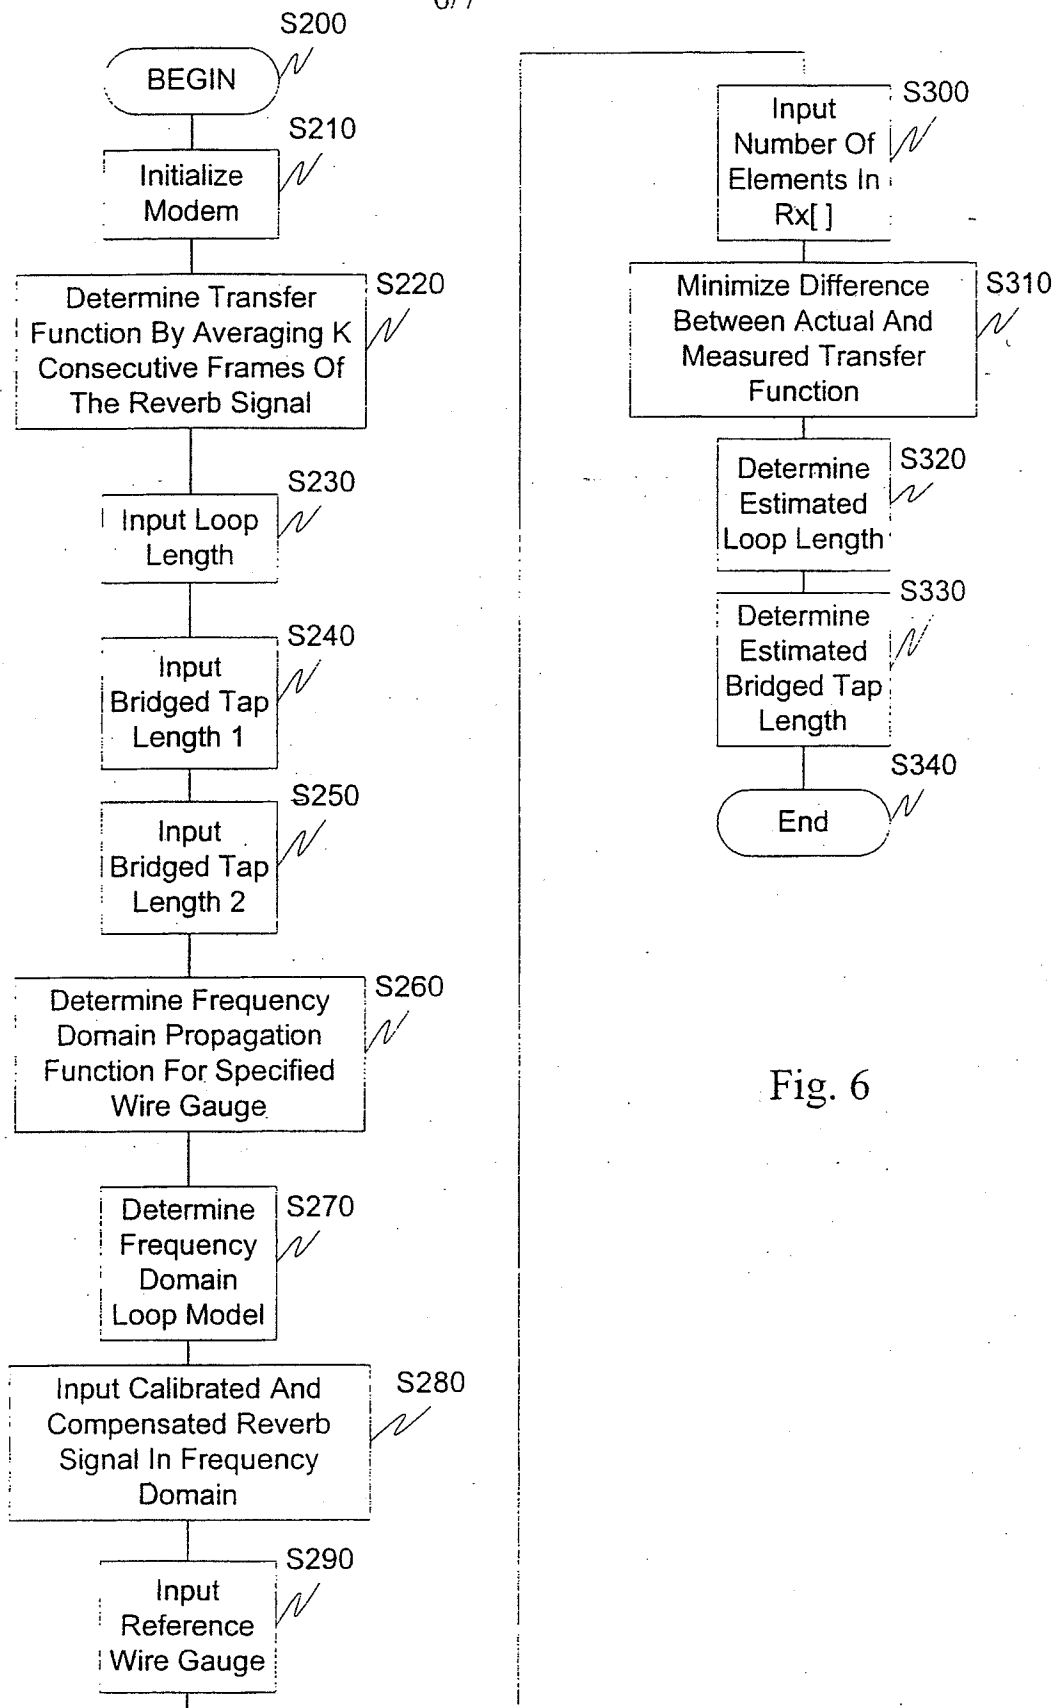 S200
BEGIN
S210
Initialize
Modem
S220
Determine Transfer
Function By Averaging K
Consecutive Frames Of
The Reverb Signal
S230
Input Loop
Length
S240
Input
Bridged Tap
Length 1
S250
Input
Bridged Tap
Length 2
S260
Determine Frequency
Domain Propagation
Function For Specified
Wire Gauge
S270
Determine
Frequency
Domain
Loop Model
S280
Input Calibrated And
Compensated Reverb
Signal In Frequency
Domain
S290
Input
Reference
Wire Gauge
S300
Input
Number Of
Elements In
Rx[ ]
S310
Minimize Difference
Between Actual And
Measured Transfer
Function
S320
Determine
Estimated
Loop Length
S330
Determine
Estimated
Bridged Tap
Length
S340
End
Fig. 6